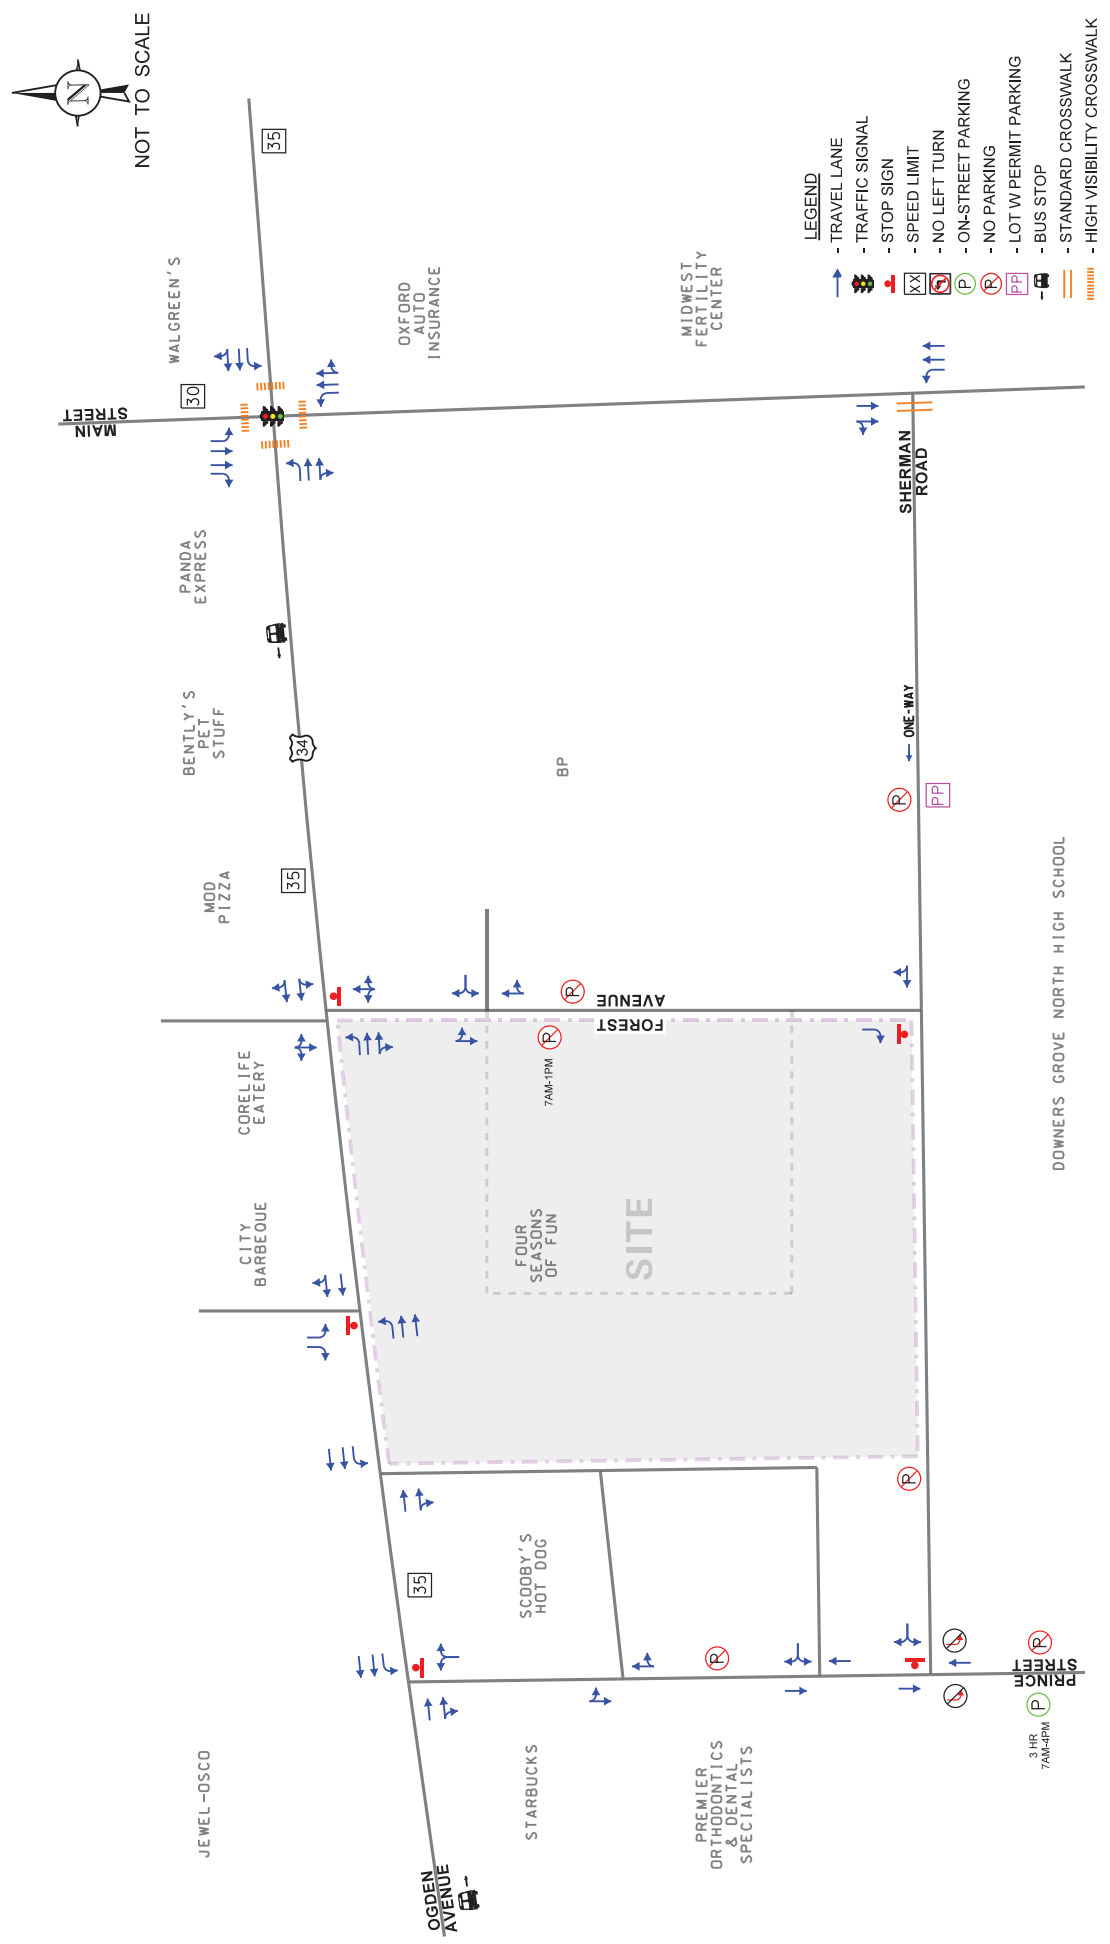 N
NOT TO SCALE
JEWEL-OSCO
CITY
BARBEQUE
CORELIFE
EATERY
MOD
PIZZA
BENTLY'S
PET
STUFF
PANDA
EXPRESS
WALGREEN'S
MAIN
STREET
30
35
35
34
35
OGDEN
AVENUE
STARBUCKS
SCOOBY'S
HOT DOG
FOUR
SEASONS
OF FUN
SITE
7AM-1PM
P
P
FOREST
AVENUE
BP
OXFORD
AUTO
INSURANCE
MIDWEST
FERTILITY
CENTER
PREMIER
ORTHODONTICS
& DENTAL
SPECIALISTS
P
P
P
PP
ONE-WAY
SHERMAN
ROAD
3 HR
7AM-4PM
P
PRINCE
STREET
P
DOWNERS GROVE NORTH HIGH SCHOOL
LEGEND
- TRAVEL LANE
- TRAFFIC SIGNAL
- STOP SIGN
XX - SPEED LIMIT
- NO LEFT TURN
P - ON-STREET PARKING
P - NO PARKING
PP - LOT W PERMIT PARKING
- BUS STOP
- STANDARD CROSSWALK
- HIGH VISIBILITY CROSSWALK